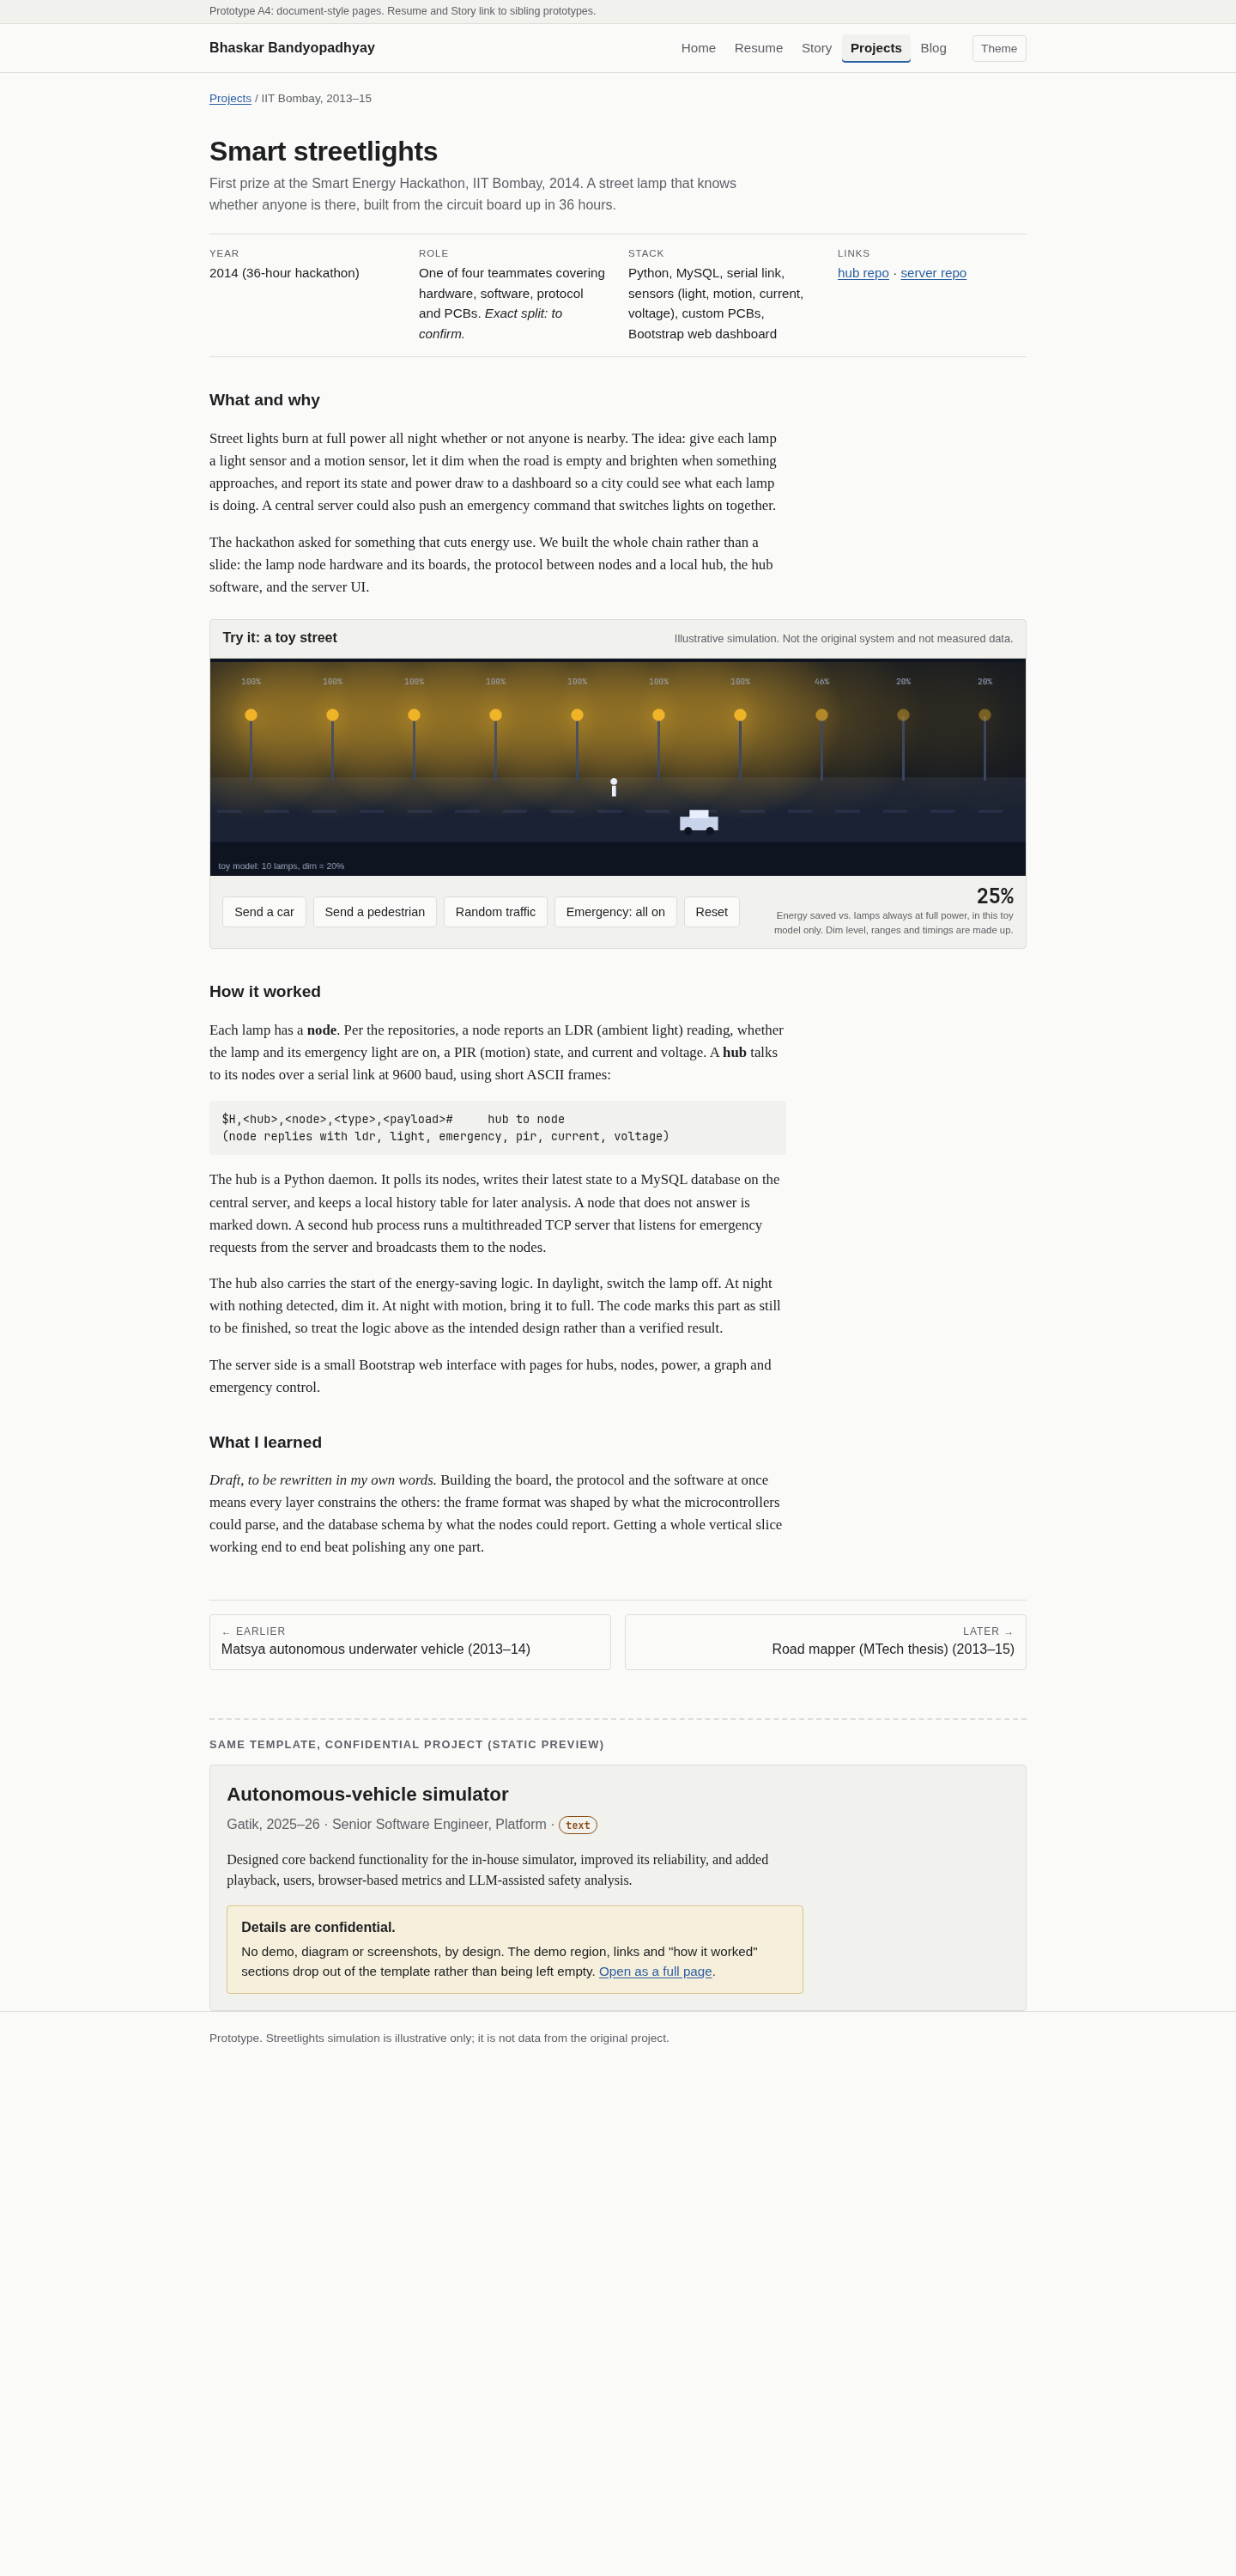 Prototype A4: document-style pages. Resume and Story link to sibling prototypes.
Bhaskar Bandyopadhyay
Home Resume Story Projects Blog Theme
Projects / IIT Bombay, 2013–15
Smart streetlights
First prize at the Smart Energy Hackathon, IIT Bombay, 2014. A street lamp that knows
whether anyone is there, built from the circuit board up in 36 hours.
YEAR
2014 (36-hour hackathon)
ROLE
One of four teammates covering
hardware, software, protocol
and PCBs. Exact split: to
confirm.
STACK
Python, MySQL, serial link,
sensors (light, motion, current,
voltage), custom PCBs,
Bootstrap web dashboard
LINKS
hub repo · server repo
What and why
Street lights burn at full power all night whether or not anyone is nearby. The idea: give each lamp
a light sensor and a motion sensor, let it dim when the road is empty and brighten when something
approaches, and report its state and power draw to a dashboard so a city could see what each lamp
is doing. A central server could also push an emergency command that switches lights on together.
The hackathon asked for something that cuts energy use. We built the whole chain rather than a
slide: the lamp node hardware and its boards, the protocol between nodes and a local hub, the hub
software, and the server UI.
Try it: a toy street
Illustrative simulation. Not the original system and not measured data.
100% 100% 100% 100% 100% 100% 100% 46% 20% 20%
toy model: 10 lamps, dim = 20%
Send a car Send a pedestrian Random traffic Emergency: all on Reset
25%
Energy saved vs. lamps always at full power, in this toy
model only. Dim level, ranges and timings are made up.
How it worked
Each lamp has a node. Per the repositories, a node reports an LDR (ambient light) reading, whether
the lamp and its emergency light are on, a PIR (motion) state, and current and voltage. A hub talks
to its nodes over a serial link at 9600 baud, using short ASCII frames:
$H,<hub>,<node>,<type>,<payload>#     hub to node
(node replies with ldr, light, emergency, pir, current, voltage)
The hub is a Python daemon. It polls its nodes, writes their latest state to a MySQL database on the
central server, and keeps a local history table for later analysis. A node that does not answer is
marked down. A second hub process runs a multithreaded TCP server that listens for emergency
requests from the server and broadcasts them to the nodes.
The hub also carries the start of the energy-saving logic. In daylight, switch the lamp off. At night
with nothing detected, dim it. At night with motion, bring it to full. The code marks this part as still
to be finished, so treat the logic above as the intended design rather than a verified result.
The server side is a small Bootstrap web interface with pages for hubs, nodes, power, a graph and
emergency control.
What I learned
Draft, to be rewritten in my own words. Building the board, the protocol and the software at once
means every layer constrains the others: the frame format was shaped by what the microcontrollers
could parse, and the database schema by what the nodes could report. Getting a whole vertical slice
working end to end beat polishing any one part.
← EARLIER
Matsya autonomous underwater vehicle (2013–14)
LATER →
Road mapper (MTech thesis) (2013–15)
SAME TEMPLATE, CONFIDENTIAL PROJECT (STATIC PREVIEW)
Autonomous-vehicle simulator
Gatik, 2025–26 · Senior Software Engineer, Platform · text
Designed core backend functionality for the in-house simulator, improved its reliability, and added
playback, users, browser-based metrics and LLM-assisted safety analysis.
Details are confidential.
No demo, diagram or screenshots, by design. The demo region, links and "how it worked"
sections drop out of the template rather than being left empty. Open as a full page.
Prototype. Streetlights simulation is illustrative only; it is not data from the original project.